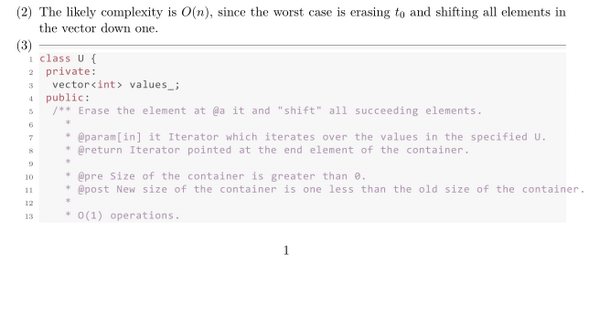 (2) The likely complexity is O(n), since the worst case is erasing t₀ and shifting all elements in
the vector down one.
(3)
1 class U {
2 private:
3 vector<int> values_;
4 public:
5 /** Erase the element at @a it and "shift" all succeeding elements.
6 *
7 * @param[in] it Iterator which iterates over the values in the specified U.
8 * @return Iterator pointed at the end element of the container.
9 *
10 * @pre Size of the container is greater than 0.
11 * @post New size of the container is one less than the old size of the container.
12 *
13 * O(1) operations.
1